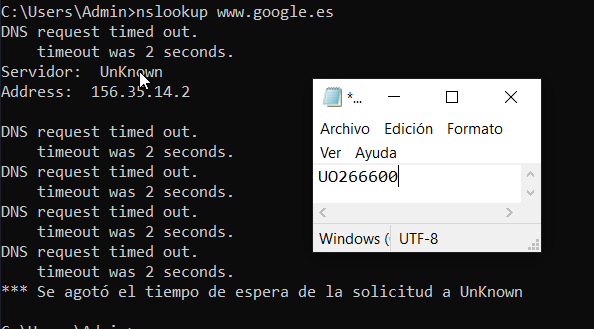 C:\Users\Admin>nslookup www.google.es
DNS request timed out.
    timeout was 2 seconds.
Servidor:  UnKnown
Address:  156.35.14.2

DNS request timed out.
    timeout was 2 seconds.
DNS request timed out.
    timeout was 2 seconds.
DNS request timed out.
    timeout was 2 seconds.
DNS request timed out.
    timeout was 2 seconds.
*** Se agotó el tiempo de espera de la solicitud a UnKnown
*...
Archivo Edición Formato
Ver Ayuda
UO266600
Windows ( UTF-8